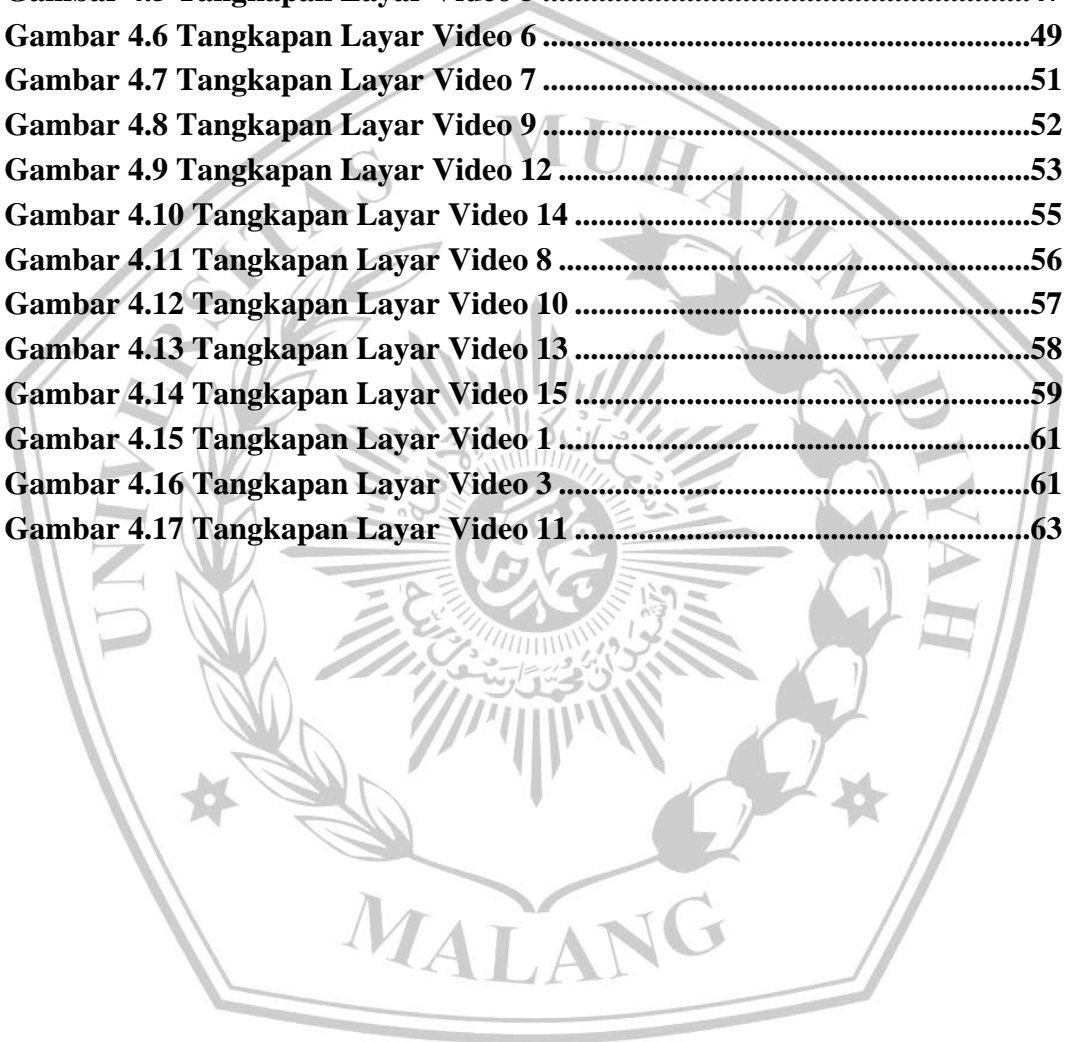 Gambar 4.6 Tangkapan Layar Video 6 ..................................................................49
Gambar 4.7 Tangkapan Layar Video 7 ..................................................................51
Gambar 4.8 Tangkapan Layar Video 9 ..................................................................52
Gambar 4.9 Tangkapan Layar Video 12 ................................................................53
Gambar 4.10 Tangkapan Layar Video 14 ..............................................................55
Gambar 4.11 Tangkapan Layar Video 8 ................................................................56
Gambar 4.12 Tangkapan Layar Video 10 ..............................................................57
Gambar 4.13 Tangkapan Layar Video 13 ..............................................................58
Gambar 4.14 Tangkapan Layar Video 15 ..............................................................59
Gambar 4.15 Tangkapan Layar Video 1 ................................................................61
Gambar 4.16 Tangkapan Layar Video 3 ................................................................61
Gambar 4.17 Tangkapan Layar Video 11 ..............................................................63
UNIVERSITAS MUHAMMADIYAH
MALANG